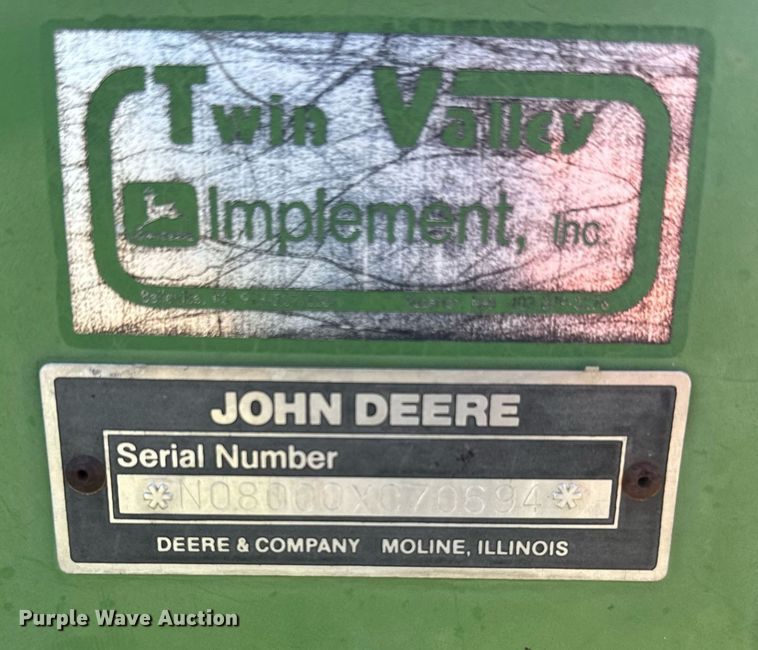 Twin Valley
Implement, Inc.
JOHN DEERE
Serial Number
*N08000X070694*
DEERE & COMPANY MOLINE, ILLINOIS
Purple Wave Auction